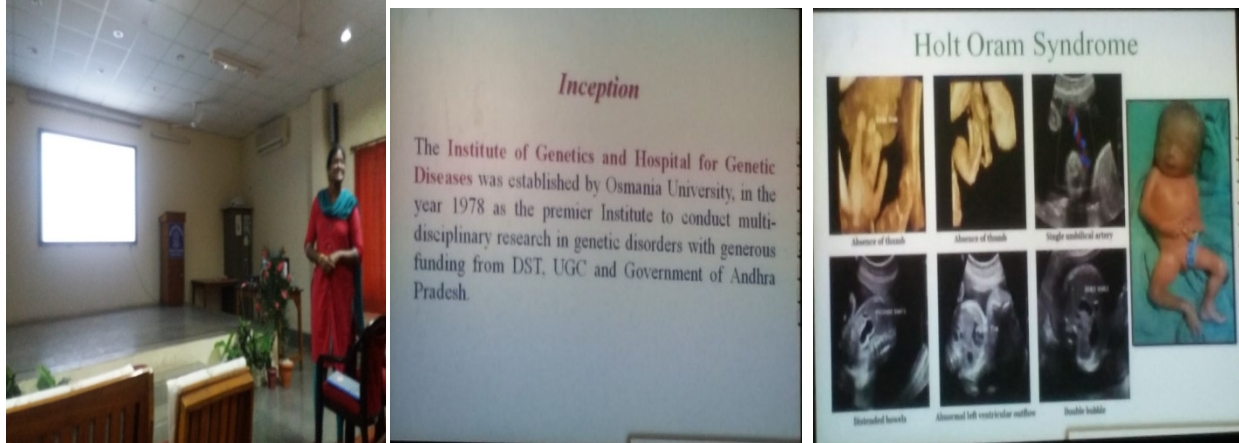 Inception
The Institute of Genetics and Hospital for Genetic
Diseases was established by Osmania University, in the
year 1978 as the premier Institute to conduct multi-
disciplinary research in genetic disorders with generous
funding from DST, UGC and Government of Andhra
Pradesh.
Holt Oram Syndrome
Absence of thumb
Absence of thumb
Single umbilical artery
Distended bowels
Abnormal left ventricular outflow
Double bubble